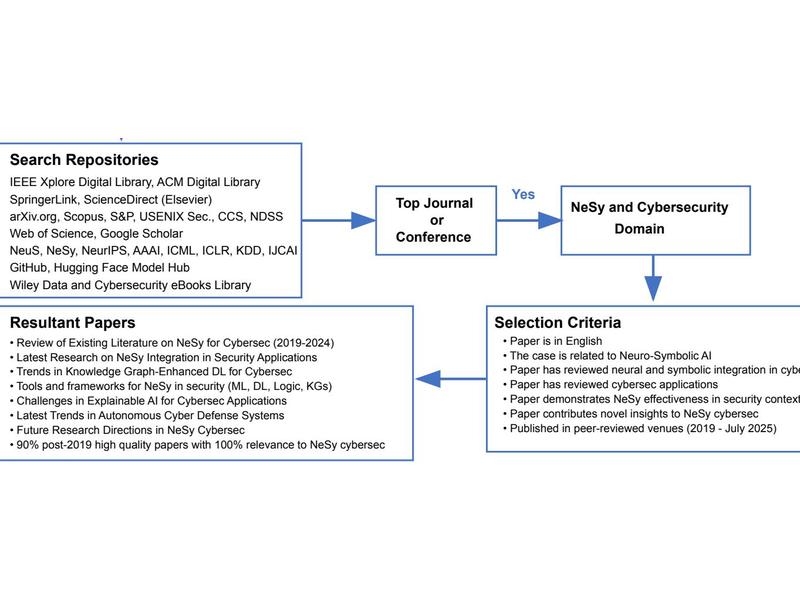 Search Repositories
IEEE Xplore Digital Library, ACM Digital Library
SpringerLink, ScienceDirect (Elsevier)
arXiv.org, Scopus, S&P, USENIX Sec., CCS, NDSS
Web of Science, Google Scholar
NeuS, NeSy, NeurIPS, AAAI, ICML, ICLR, KDD, IJCAI
GitHub, Hugging Face Model Hub
Wiley Data and Cybersecurity eBooks Library
Top Journal
or
Conference
Yes
NeSy and Cybersecurity
Domain
Selection Criteria
• Paper is in English
• The case is related to Neuro-Symbolic AI
• Paper has reviewed neural and symbolic integration in
• Paper has reviewed cybersec applications
• Paper demonstrates NeSy effectiveness in security
• Paper contributes novel insights to NeSy cybersec
• Published in peer-reviewed venues (2019 - July 2025)
Resultant Papers
• Review of Existing Literature on NeSy for Cybersec (2019-2024)
• Latest Research on NeSy Integration in Security Applications
• Trends in Knowledge Graph-Enhanced DL for Cybersec
• Tools and frameworks for NeSy in security (ML, DL, Logic, KGs)
• Challenges in Explainable AI for Cybersec Applications
• Latest Trends in Autonomous Cyber Defense Systems
• Future Research Directions in NeSy Cybersec
• 90% post-2019 high quality papers with 100% relevance to NeSy cybersec